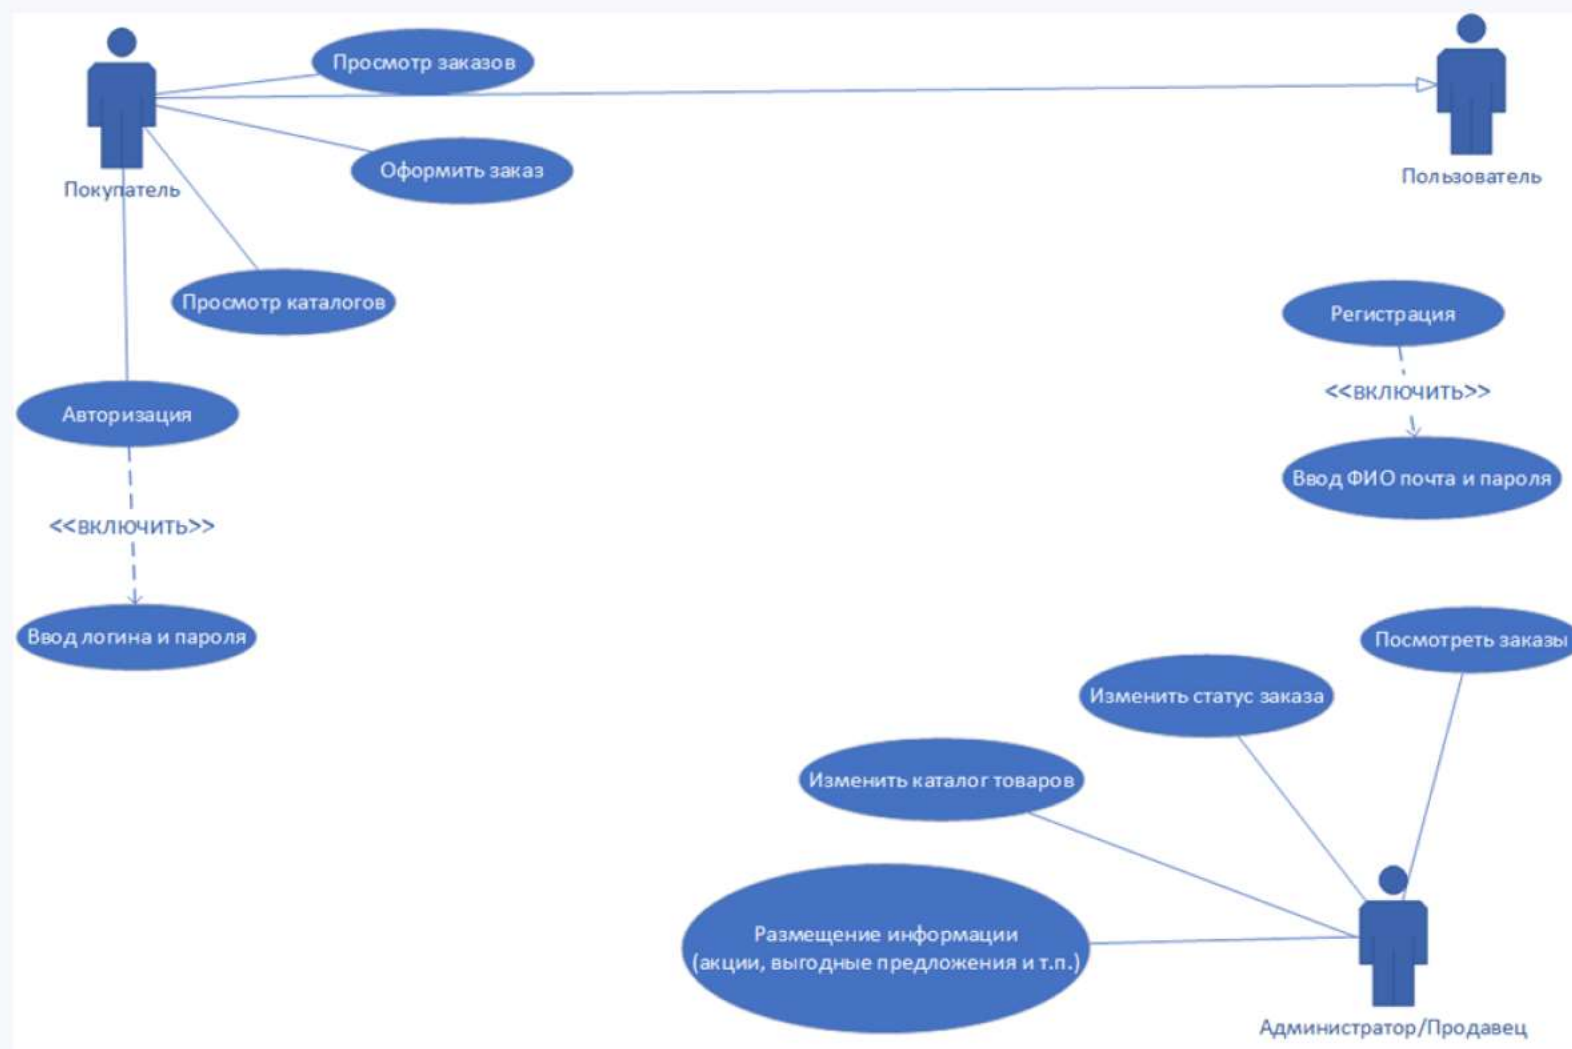 Просмотр заказов
Оформить заказ
Покупатель
Пользователь
Просмотр каталогов
Регистрация
<<включить>>
Авторизация
Ввод ФИО почта и пароля
<<включить>>
Ввод логина и пароля
Посмотреть заказы
Изменить статус заказа
Изменить каталог товаров
Размещение информации
(акции, выгодные предложения и т.п.)
Администратор/Продавец